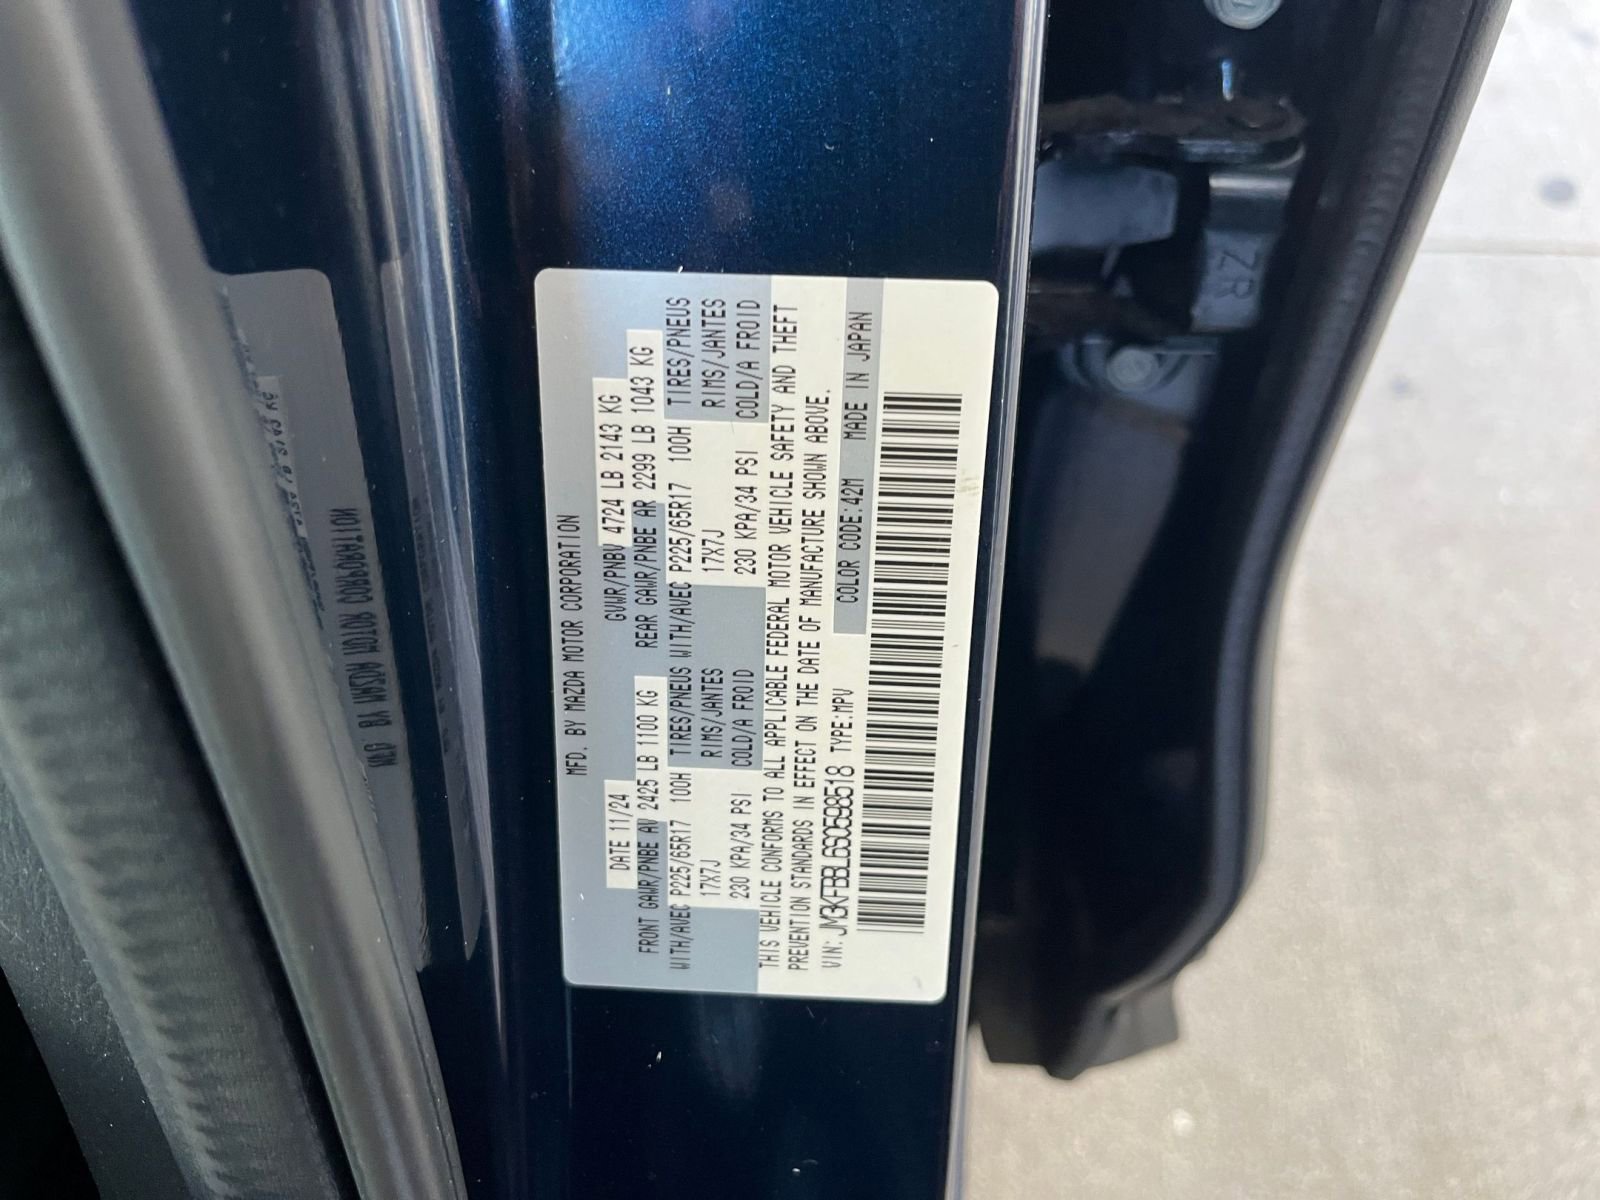 MFD. BY MAZDA MOTOR CORPORATION
DATE 11/24 GVWR/PNBV 4724 LB 2143 KG
FRONT GAWR/PNBE AV 2425 LB 1100 KG REAR GAWR/PNBE AR 2299 LB 1043 KG
WITH/AVEC P225/65R17 100H TIRES/PNEUS WITH/AVEC P225/65R17 100H TIRES/PNEUS
17X7J RIMS/JANTES 17X7J RIMS/JANTES
230 KPA/34 PSI COLD/A FROID 230 KPA/34 PSI COLD/A FROID
THIS VEHICLE CONFORMS TO ALL APPLICABLE FEDERAL MOTOR VEHICLE SAFETY AND THEFT
PREVENTION STANDARDS IN EFFECT ON THE DATE OF MANUFACTURE SHOWN ABOVE.
VIN: JM3KFBBL6S0598518 TYPE:MPV
COLOR CODE:42M MADE IN JAPAN
ZR